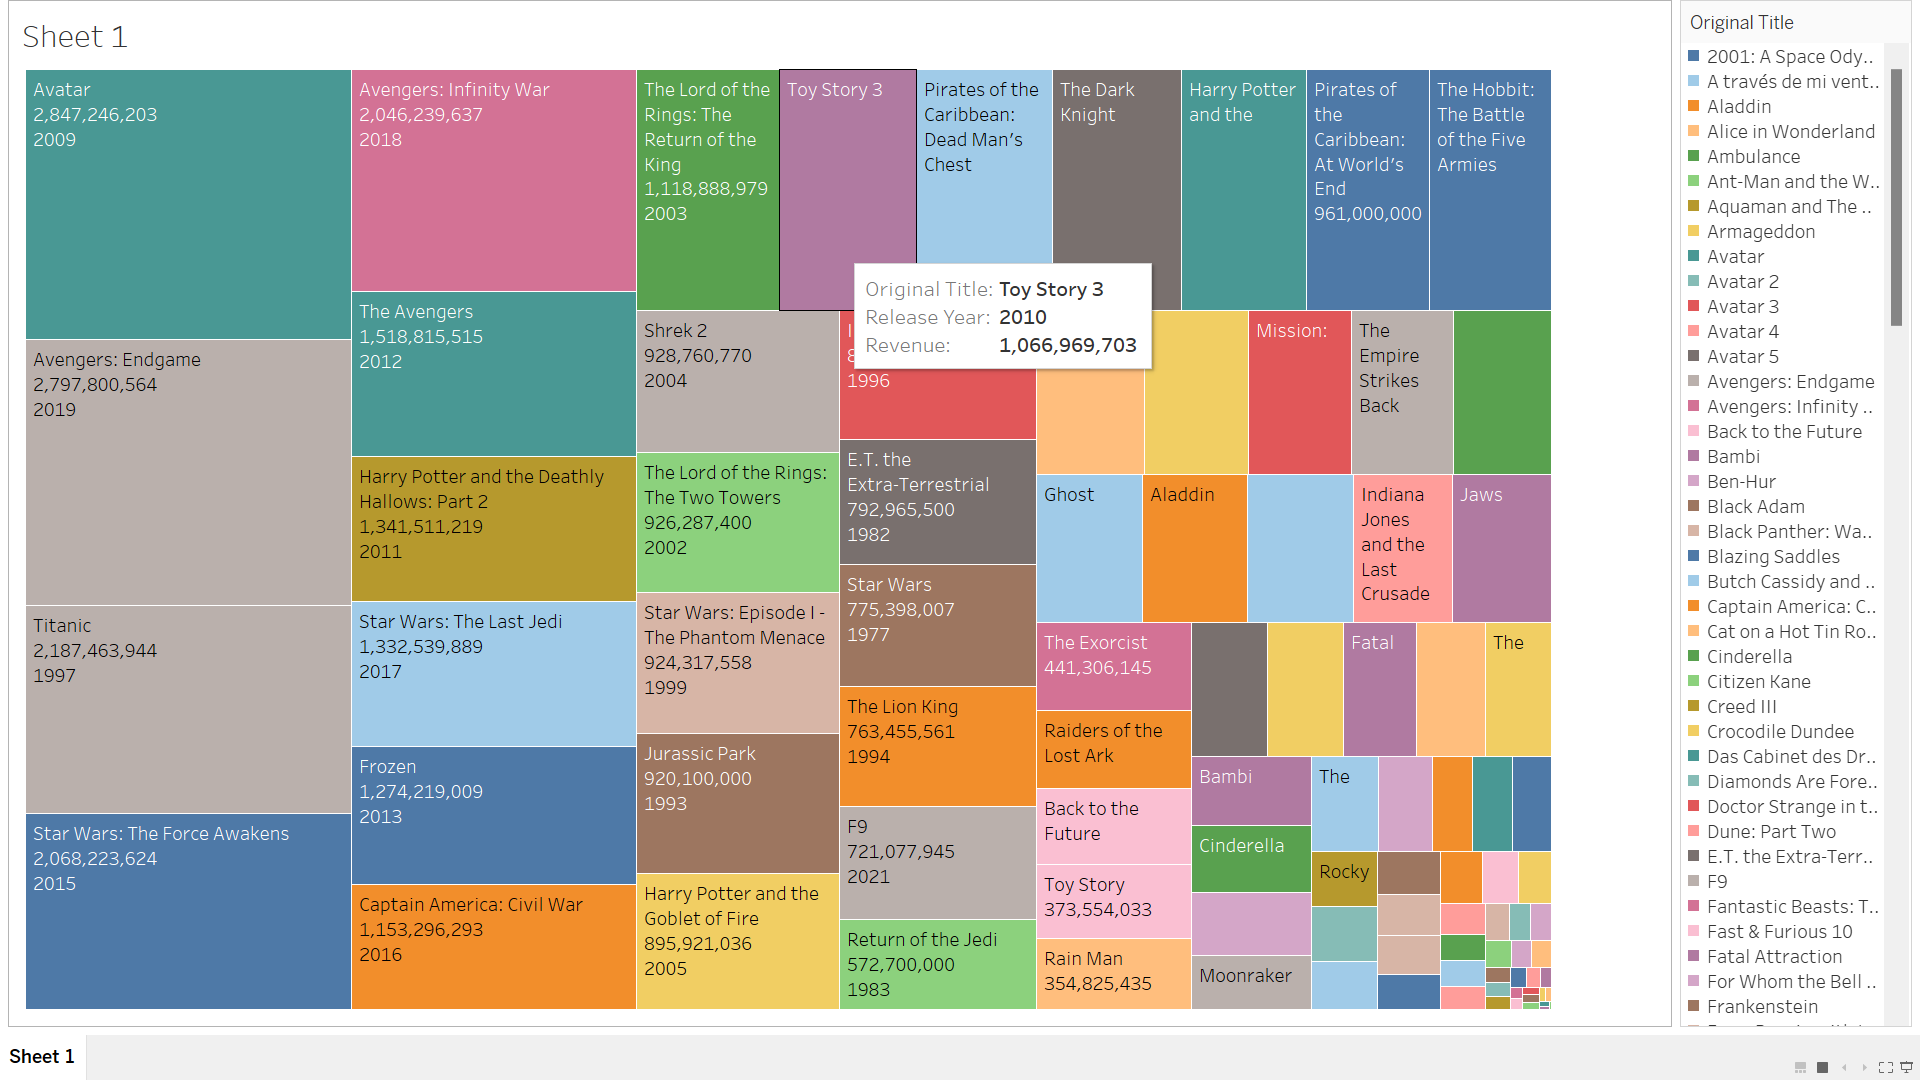 Sheet 1
Avatar
2,847,246,203
2009
Avengers: Endgame
2,797,800,564
2019
Titanic
2,187,463,944
1997
Star Wars: The Force Awakens
2,068,223,624
2015
Avengers: Infinity War
2,046,239,637
2018
The Avengers
1,518,815,515
2012
Harry Potter and the Deathly
Hallows: Part 2
1,341,511,219
2011
Star Wars: The Last Jedi
1,332,539,889
2017
Frozen
1,274,219,009
2013
Captain America: Civil War
1,153,296,293
2016
The Lord of the
Rings: The
Return of the
King
1,118,888,979
2003
Toy Story 3
Pirates of the
Caribbean:
Dead Man's
Chest
The Dark
Knight
Harry Potter
and the
Pirates of
the
Caribbean:
At World's
End
961,000,000
The Hobbit:
The Battle
of the Five
Armies
Original Title: Toy Story 3
Release Year: 2010
Revenue: 1,066,969,703
Shrek 2
928,760,770
2004
The Lord of the Rings:
The Two Towers
926,287,400
2002
Star Wars: Episode I -
The Phantom Menace
924,317,558
1999
Jurassic Park
920,100,000
1993
Harry Potter and the
Goblet of Fire
895,921,036
2005
1996
E.T. the
Extra-Terrestrial
792,965,500
1982
Star Wars
775,398,007
1977
The Lion King
763,455,561
1994
F9
721,077,945
2021
Return of the Jedi
572,700,000
1983
Mission:
The
Empire
Strikes
Back
Ghost
Aladdin
Indiana
Jones
and the
Last
Crusade
Jaws
The Exorcist
441,306,145
Raiders of the
Lost Ark
Back to the
Future
Toy Story
373,554,033
Rain Man
354,825,435
Fatal
The
Bambi
Cinderella
Moonraker
The
Rocky
Original Title
2001: A Space Ody..
A través de mi vent..
Aladdin
Alice in Wonderland
Ambulance
Ant-Man and the W..
Aquaman and The ..
Armageddon
Avatar
Avatar 2
Avatar 3
Avatar 4
Avatar 5
Avengers: Endgame
Avengers: Infinity ..
Back to the Future
Bambi
Ben-Hur
Black Adam
Black Panther: Wa..
Blazing Saddles
Butch Cassidy and ..
Captain America: C..
Cat on a Hot Tin Ro..
Cinderella
Citizen Kane
Creed III
Crocodile Dundee
Das Cabinet des Dr..
Diamonds Are Fore..
Doctor Strange in t..
Dune: Part Two
E.T. the Extra-Terr..
F9
Fantastic Beasts: T..
Fast & Furious 10
Fatal Attraction
For Whom the Bell ..
Frankenstein
Sheet 1